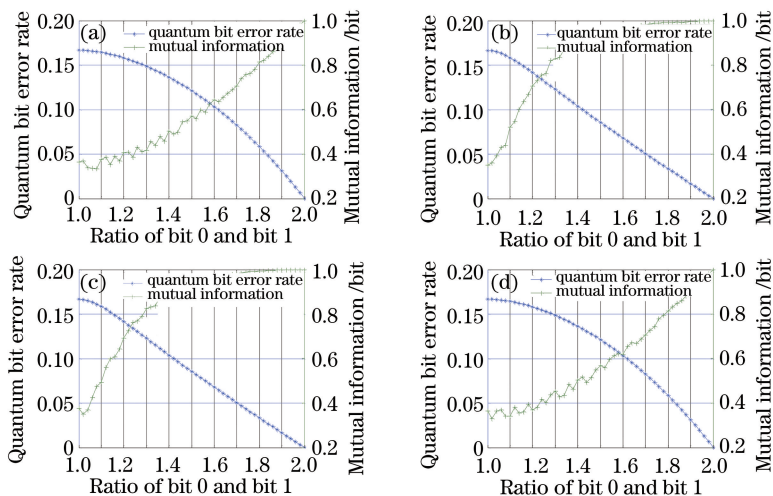 (a)
quantum bit error rate
mutual information
Quantum bit error rate
0.20
0.15
0.10
0.05
0
1.0
0.8
0.6
0.4
0.2
Mutual information /bit
1.0 1.2 1.4 1.6 1.8 2.0
Ratio of bit 0 and bit 1
(b)
quantum bit error rate
mutual information
Quantum bit error rate
0.20
0.15
0.10
0.05
0
1.0
0.8
0.6
0.4
0.2
Mutual information /bit
1.0 1.2 1.4 1.6 1.8 2.0
Ratio of bit 0 and bit 1
(c)
quantum bit error rate
mutual information
Quantum bit error rate
0.20
0.15
0.10
0.05
0
1.0
0.8
0.6
0.4
0.2
Mutual information /bit
1.0 1.2 1.4 1.6 1.8 2.0
Ratio of bit 0 and bit 1
(d)
quantum bit error rate
mutual information
Quantum bit error rate
0.20
0.15
0.10
0.05
0
1.0
0.8
0.6
0.4
0.2
Mutual information /bit
1.0 1.2 1.4 1.6 1.8 2.0
Ratio of bit 0 and bit 1